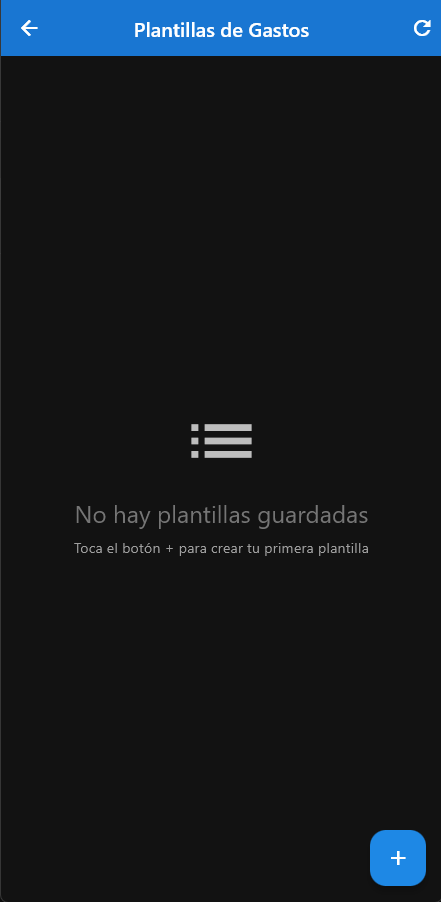 Plantillas de Gastos
No hay plantillas guardadas
Toca el botón + para crear tu primera plantilla
+